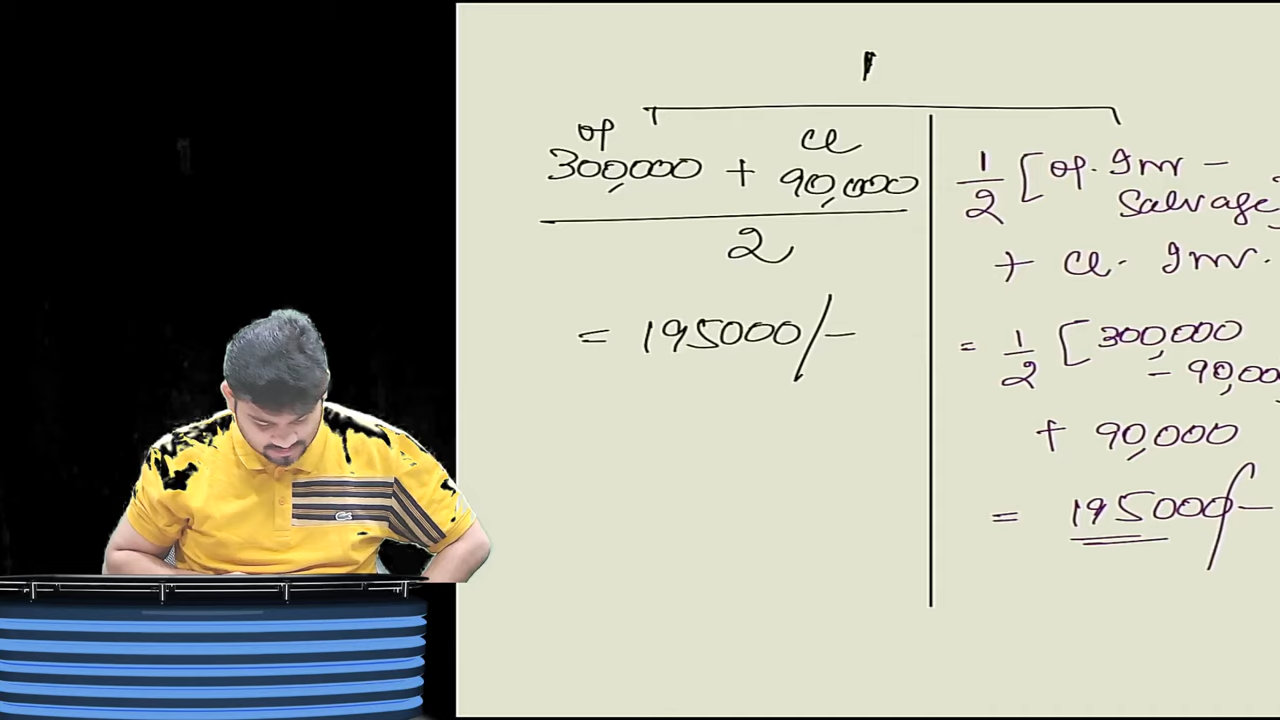 op
cl
300,000 + 90,000
2
= 195000/-
1/2 [op. Inv -
Salvage]
+ cl. Inv.
= 1/2 [300,000
- 90,00
+ 90,000
= 195000/-